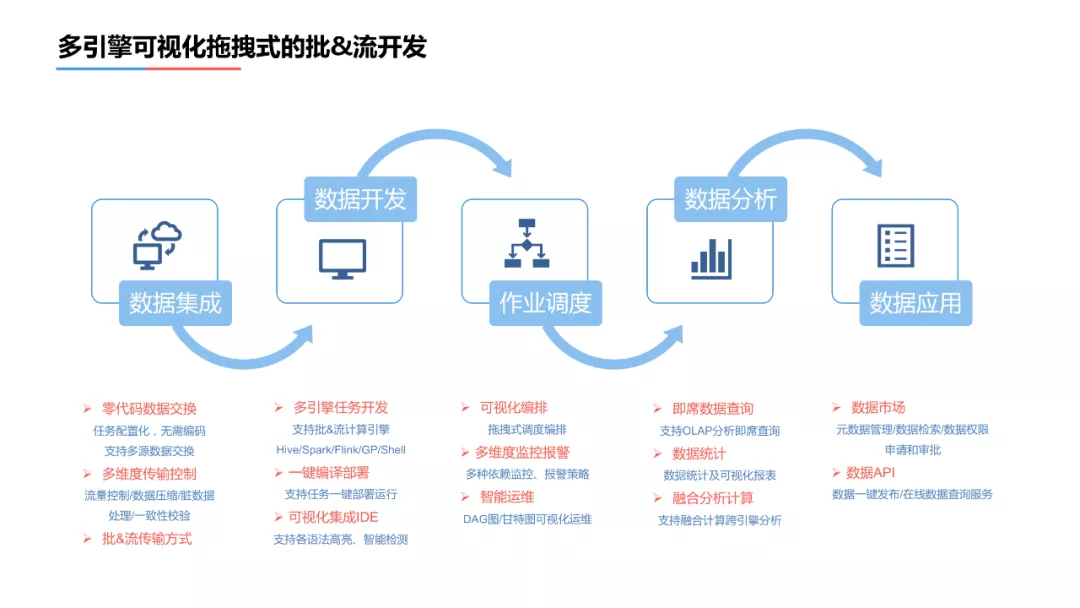 多引擎可视化拖拽式的批&流开发
数据集成
数据开发
作业调度
数据分析
数据应用
➢ 零代码数据交换
任务配置化，无需编码
支持多源数据交换
➢ 多维度传输控制
流量控制/数据压缩/脏数据
处理/一致性校验
➢ 批&流传输方式
➢ 多引擎任务开发
支持批&流计算引擎
Hive/Spark/Flink/GP/Shell
➢ 一键编译部署
支持任务一键部署运行
➢ 可视化集成IDE
支持各语法高亮、智能检测
➢ 可视化编排
拖拽式调度编排
➢ 多维度监控报警
多种依赖监控、报警策略
➢ 智能运维
DAG图/甘特图可视化运维
➢ 即席数据查询
支持OLAP分析即席查询
➢ 数据统计
数据统计及可视化报表
➢ 融合分析计算
支持融合计算跨引擎分析
➢ 数据市场
元数据管理/数据检索/数据权限
申请和审批
➢ 数据API
数据一键发布/在线数据查询服务